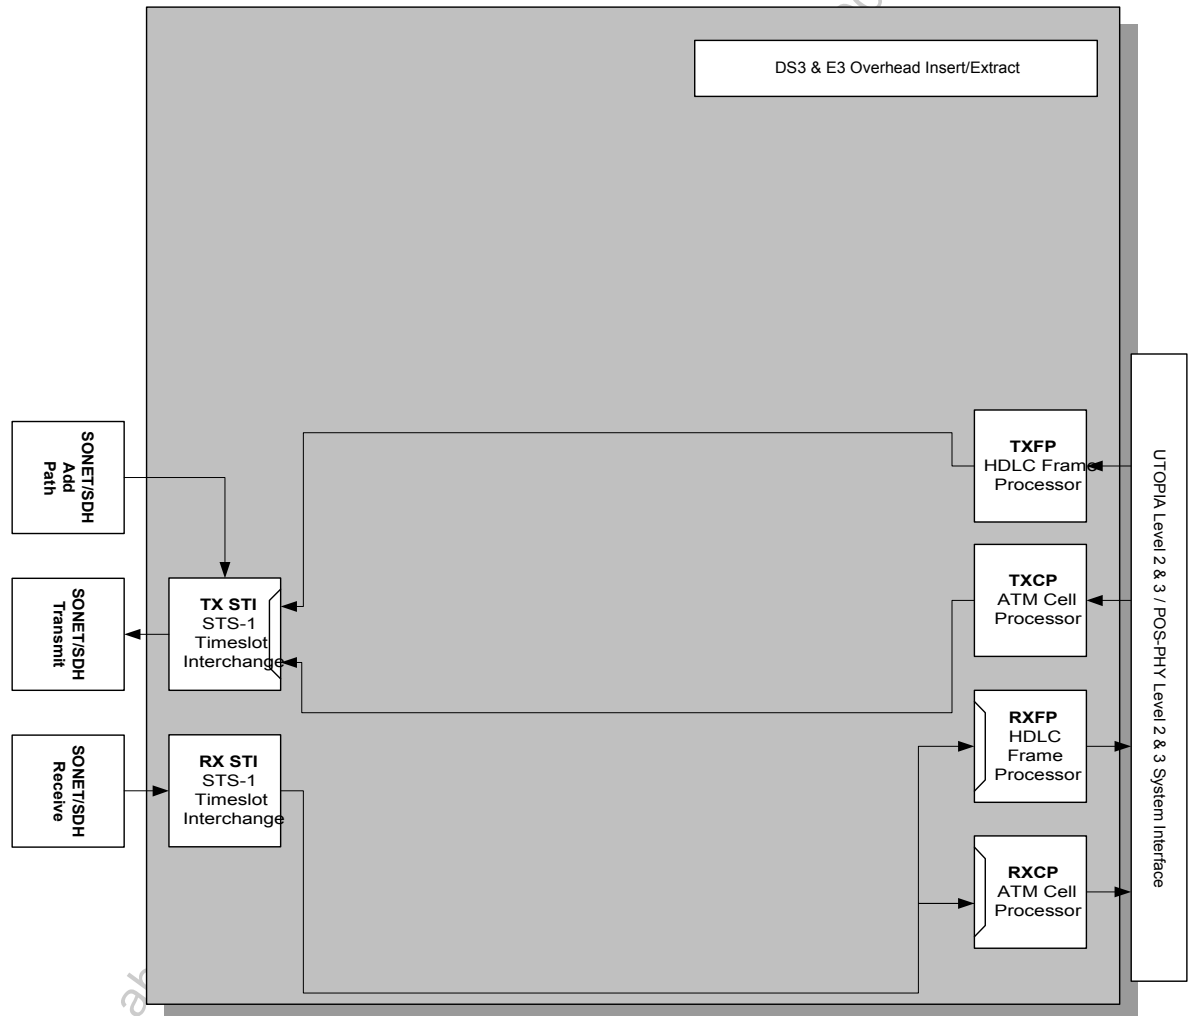 DS3 & E3 Overhead Insert/Extract
SONET/SDH
Add
Path
TXFP
HDLC Frame
Processor
UTOPIA Level 2 & 3 / POS-PHY Level 2 & 3 System Interface
SONET/SDH
Transmit
TX STI
STS-1
Timeslot
Interchange
TXCP
ATM Cell
Processor
SONET/SDH
Receive
RX STI
STS-1
Timeslot
Interchange
RXFP
HDLC
Frame
Processor
RXCP
ATM Cell
Processor